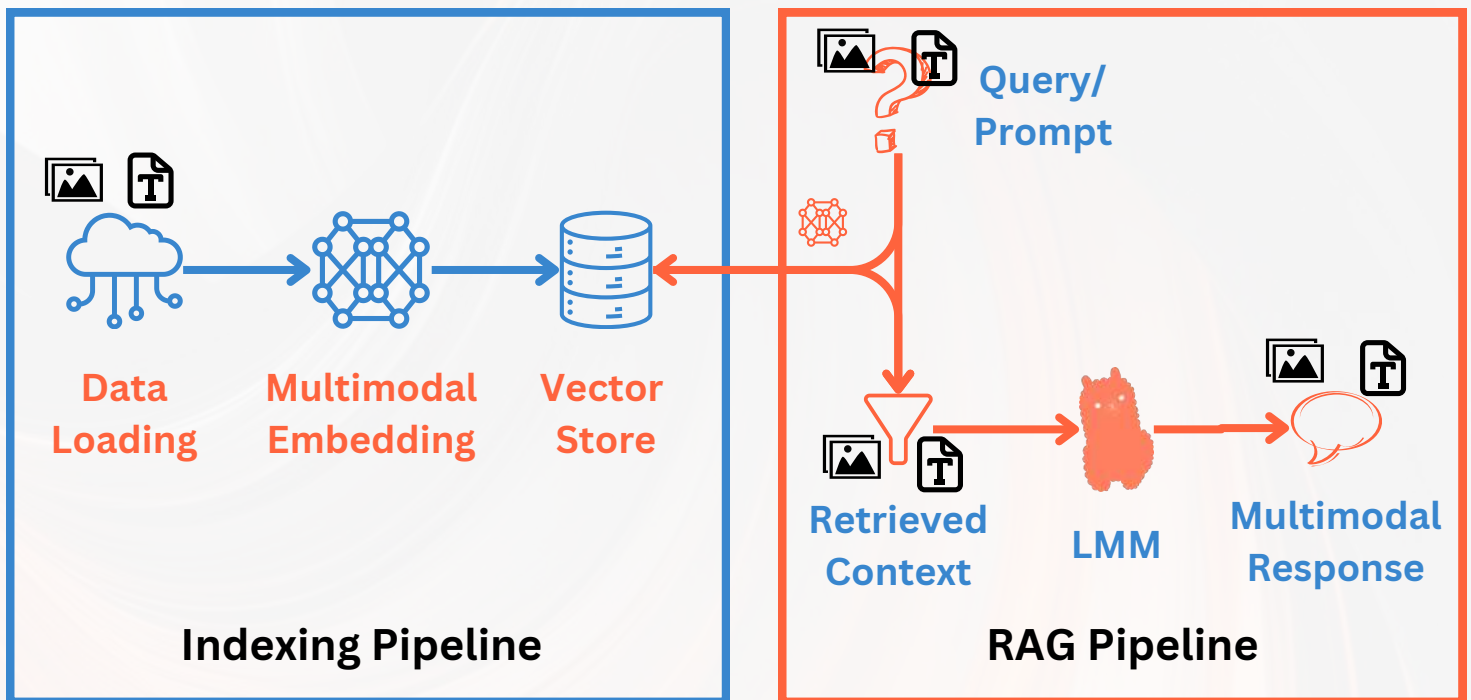 Query/
Prompt
Data
Loading
Multimodal
Embedding
Vector
Store
Retrieved
Context
LMM
Multimodal
Response
Indexing Pipeline
RAG Pipeline